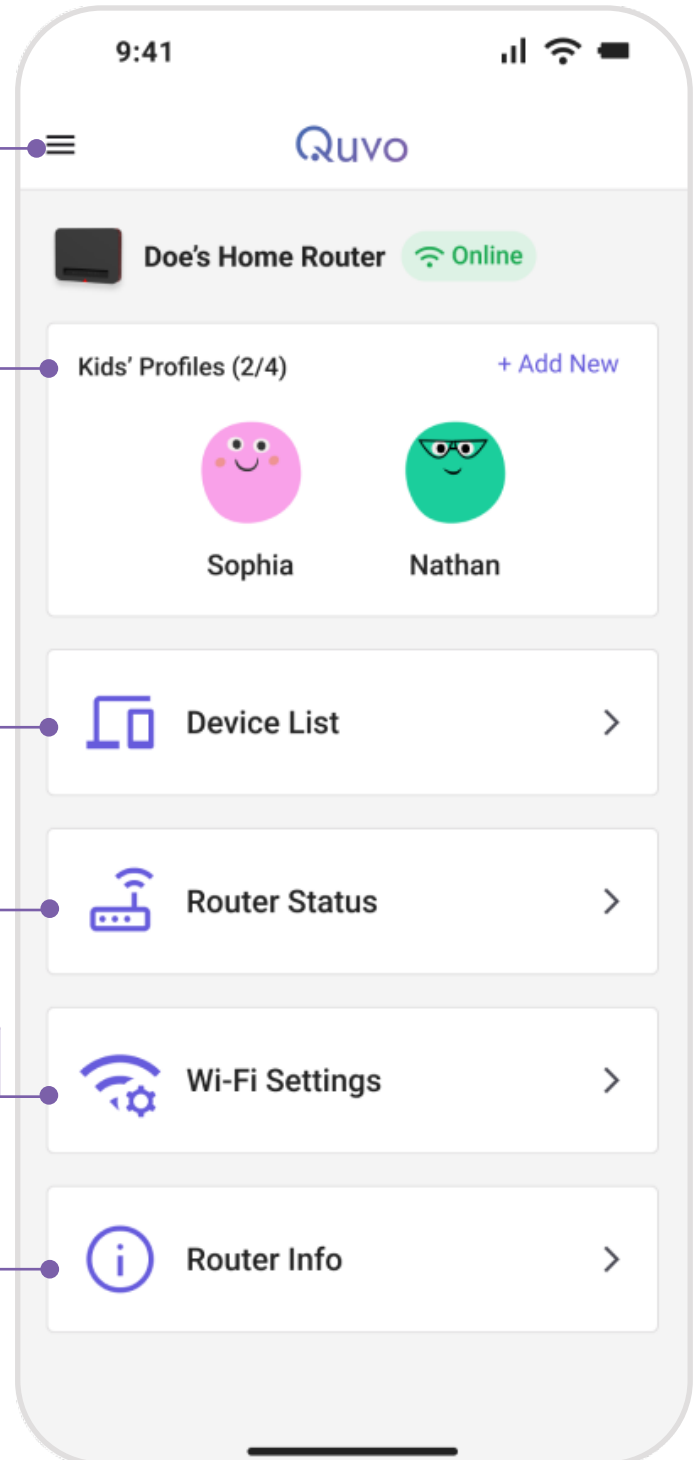 9:41
Quvo
Doe's Home Router Online
Kids' Profiles (2/4) + Add New
Sophia Nathan
Device List
Router Status
Wi-Fi Settings
Router Info